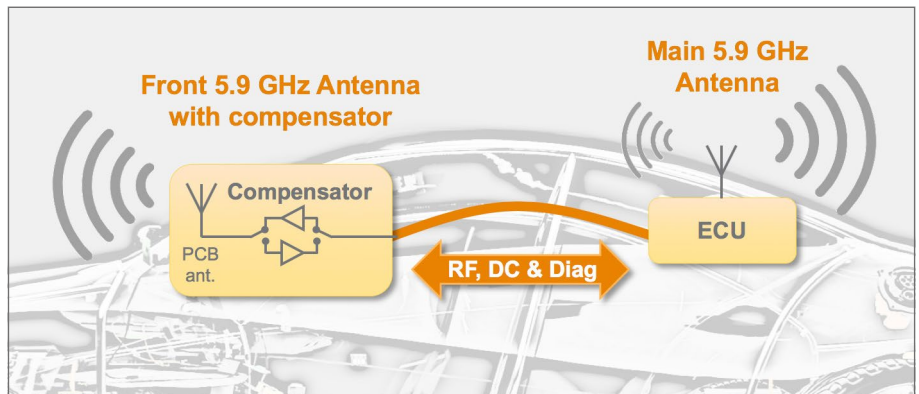 Front 5.9 GHz Antenna
with compensator
Main 5.9 GHz
Antenna
Compensator
PCB
ant.
ECU
RF, DC & Diag